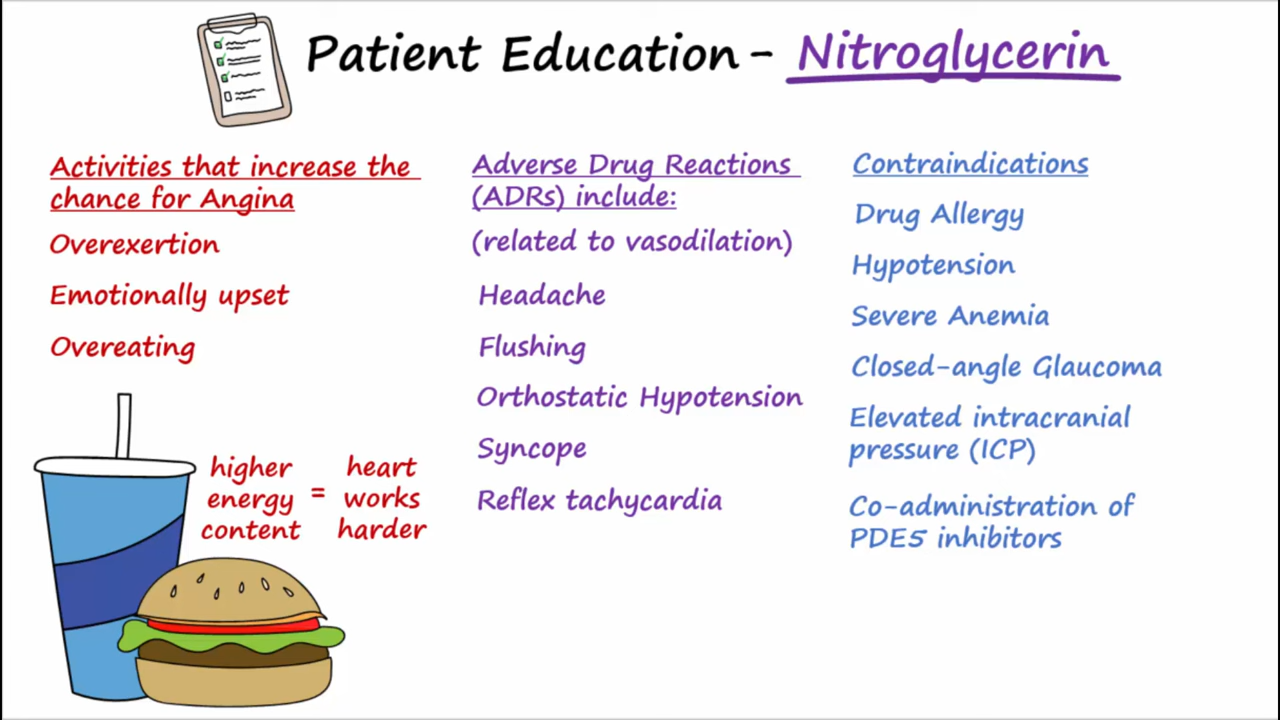 Patient Education - Nitroglycerin
Activities that increase the
chance for Angina
Overexertion
Emotionally upset
Overeating
higher
energy
content
=
heart
works
harder
Adverse Drug Reactions
(ADRs) include:
(related to vasodilation)
Headache
Flushing
Orthostatic Hypotension
Syncope
Reflex tachycardia
Contraindications
Drug Allergy
Hypotension
Severe Anemia
Closed-angle Glaucoma
Elevated intracranial
pressure (ICP)
Co-administration of
PDE5 inhibitors